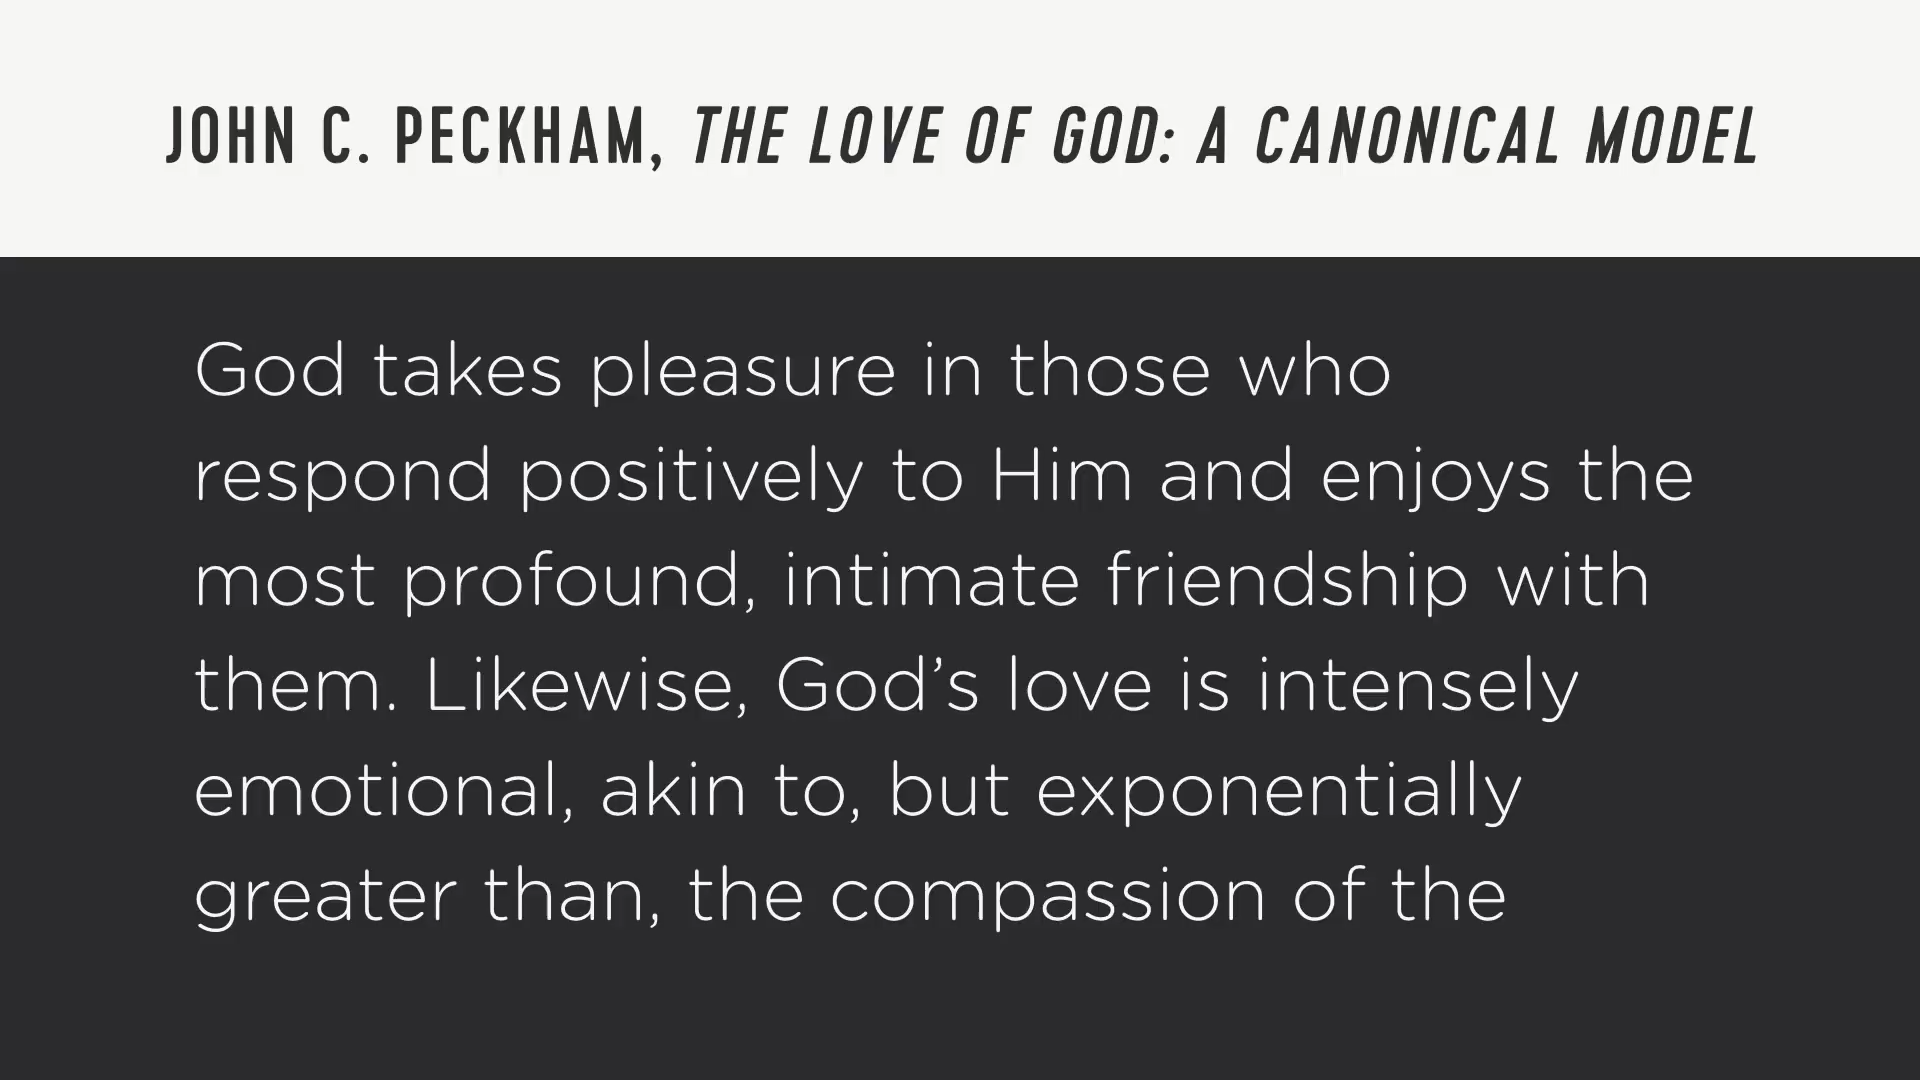 JOHN C. PECKHAM, THE LOVE OF GOD: A CANONICAL MODEL
God takes pleasure in those who
respond positively to Him and enjoys the
most profound, intimate friendship with
them. Likewise, God’s love is intensely
emotional, akin to, but exponentially
greater than, the compassion of the